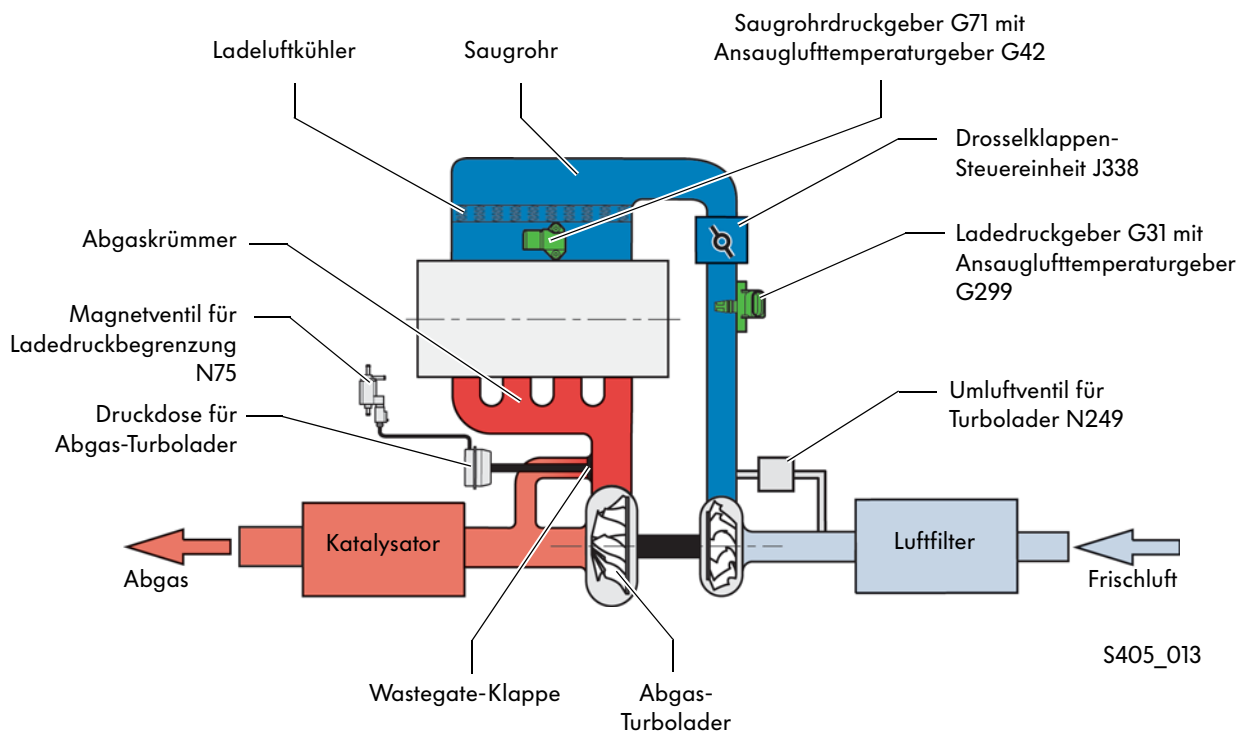 Saugrohrdruckgeber G71 mit
Ansauglufttemperaturgeber G42
Ladeluftkühler
Saugrohr
Drosselklappen-
Steuereinheit J338
Abgaskrümmer
Ladedruckgeber G31 mit
Ansauglufttemperaturgeber
G299
Magnetventil für
Ladedruckbegrenzung
N75
Druckdose für
Abgas-Turbolader
Umluftventil für
Turbolader N249
Katalysator
Luftfilter
Abgas
Frischluft
Wastegate-Klappe
Abgas-
Turbolader
S405_013